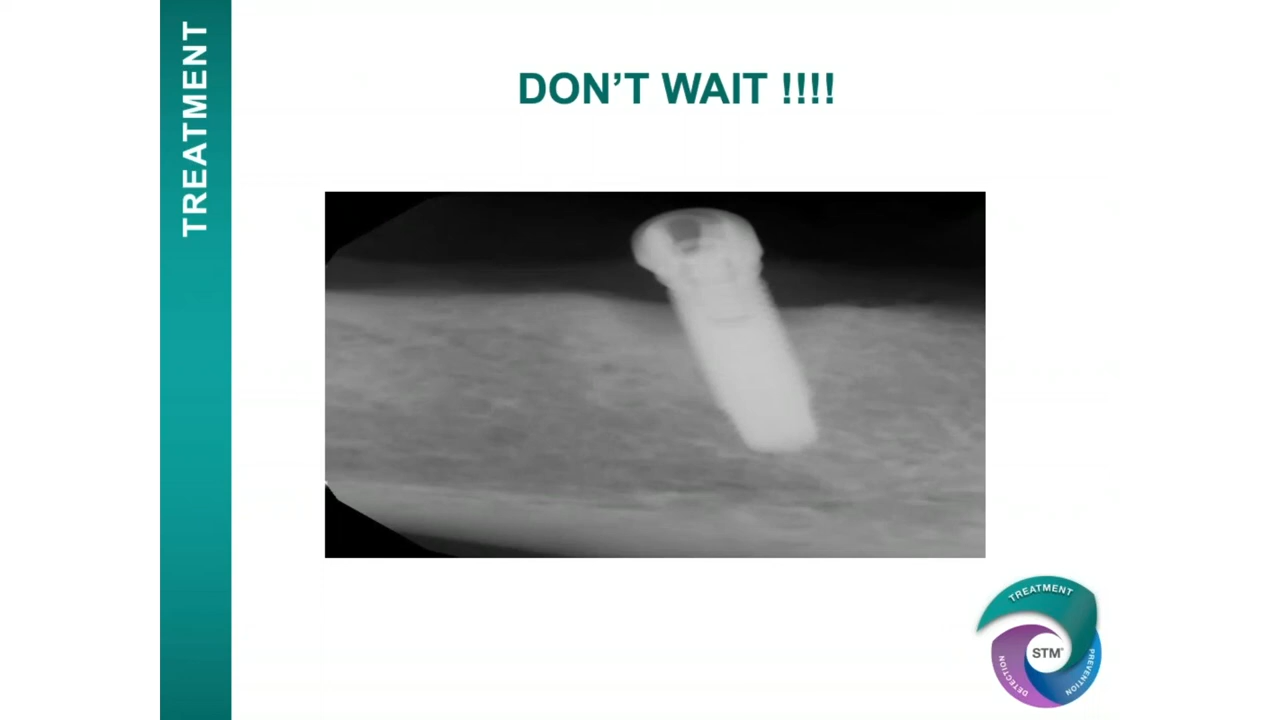 TREATMENT
DON'T WAIT !!!!
TREATMENT
STM®
DETECTION
PREVENTION